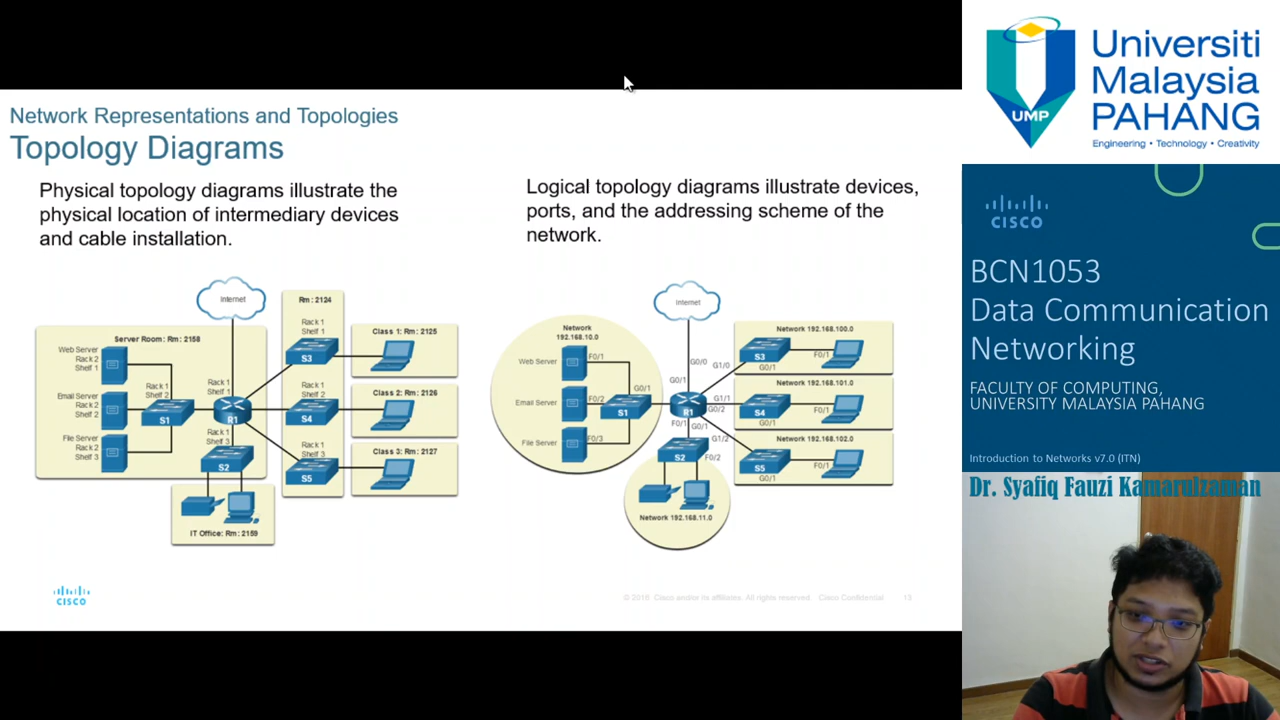 Network Representations and Topologies
Topology Diagrams
Physical topology diagrams illustrate the
physical location of intermediary devices
and cable installation.
Internet
Rm: 2124
Server Room: Rm: 2158
Web Server
Rack 2
Shelf 1
Email Server
Rack 2
Shelf 2
File Server
Rack 2
Shelf 3
Rack 1
Shelf 2
S1
Rack 1
Shelf 1
R1
Rack 1
Shelf 3
S2
IT Office: Rm: 2159
Rack 1
Shelf 1
S3
Rack 1
Shelf 2
S4
Rack 1
Shelf 3
S5
Class 1: Rm: 2125
Class 2: Rm: 2126
Class 3: Rm: 2127
Logical topology diagrams illustrate devices,
ports, and the addressing scheme of the
network.
Internet
Network
192.168.10.0
Web Server
F0/1
Email Server
F0/2
File Server
F0/3
G0/1
S1
G0/0
G0/1
R1
G1/0
G1/1
G0/2
F0/1
G0/1
G1/2
S2
F0/2
Network 192.168.11.0
Network 192.168.100.0
S3
F0/1
G0/1
Network 192.168.101.0
S4
F0/1
G0/1
Network 192.168.102.0
S5
F0/1
G0/1
CISCO
© 2016 Cisco and/or its affiliates. All rights reserved. Cisco Confidential
13
UMP
Universiti
Malaysia
PAHANG
Engineering • Technology • Creativity
CISCO
BCN1053
Data Communication
Networking
FACULTY OF COMPUTING,
UNIVERSITY MALAYSIA PAHANG
Introduction to Networks v7.0 (ITN)
Dr. Syafiq Fauzi Kamarulzaman